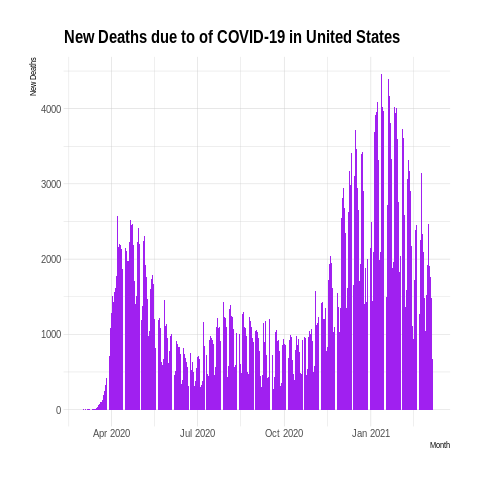 New Deaths due to of COVID-19 in United States
New Deaths
4000
3000
2000
1000
0
Apr 2020 Jul 2020 Oct 2020 Jan 2021
Month